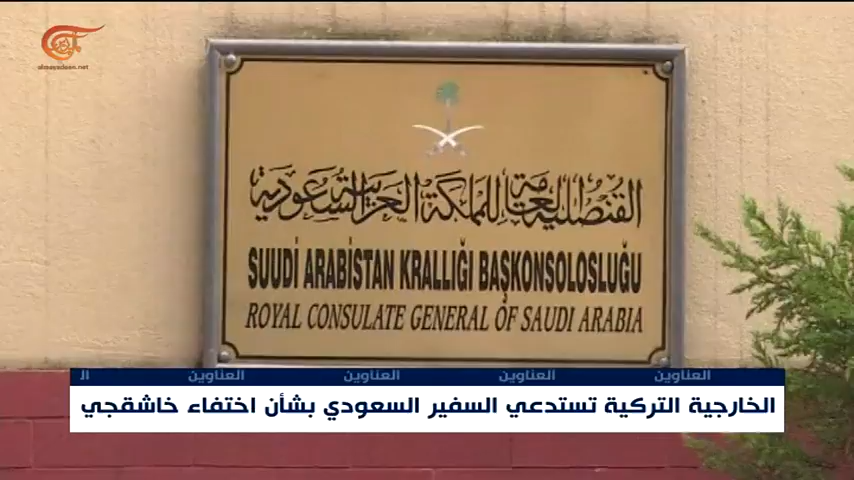 almayadeen.net
القنصلية العامة للمملكة العربية السعودية
SUUDİ ARABİSTAN KRALLIĞI BAŞKONSOLOSLUĞU
ROYAL CONSULATE GENERAL OF SAUDI ARABIA
العناوين العناوين العناوين العناوين ال
الخارجية التركية تستدعي السفير السعودي بشأن اختفاء خاشقجي